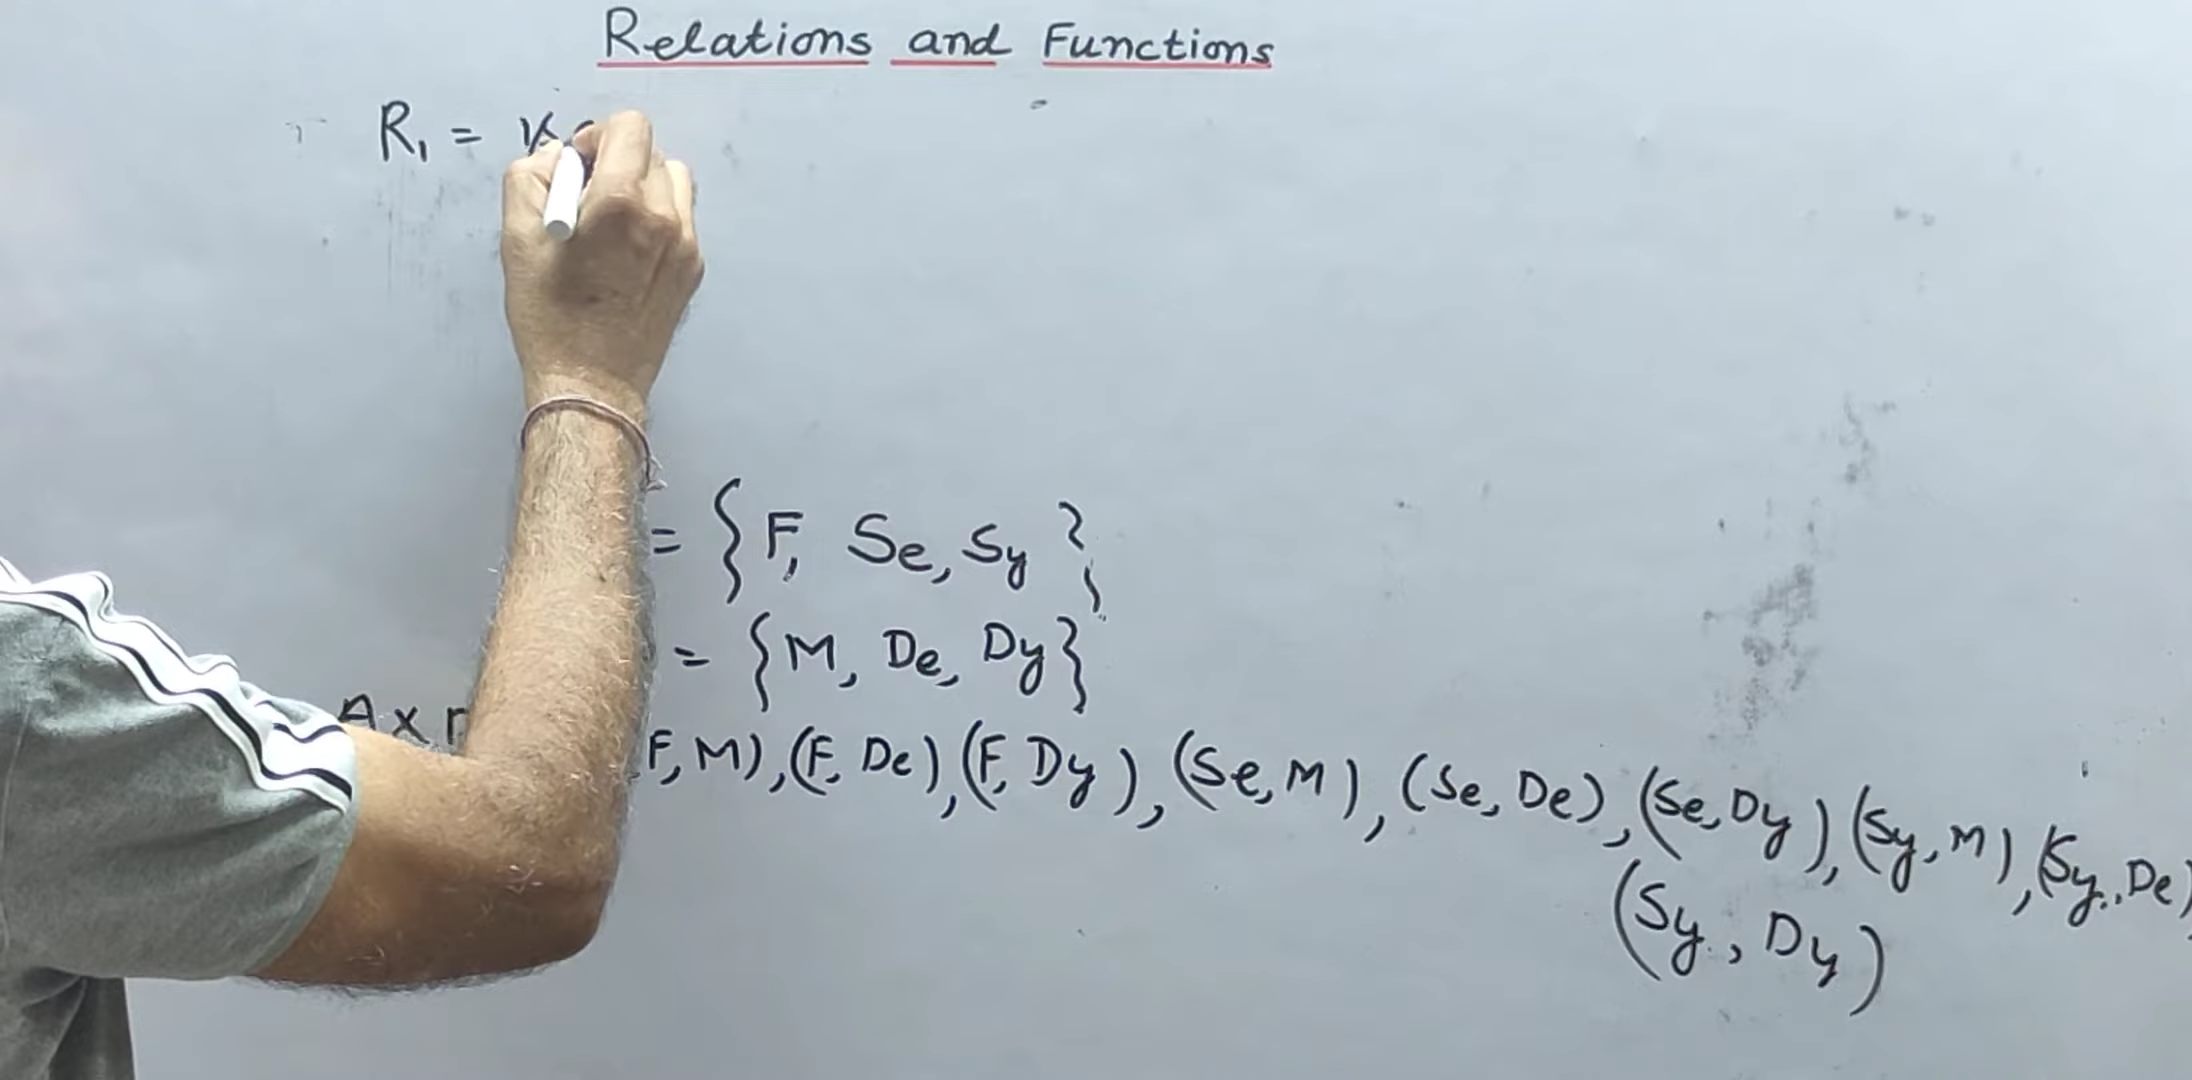 Relations and Functions
R₁ =
= {F, Se, Sy}
= {M, De, Dy}
A x
F, M), (F, De), (F, Dy), (Se, M), (Se, De), (Se, Dy), (Sy, M), (Sy, De)
(Sy, Dy)